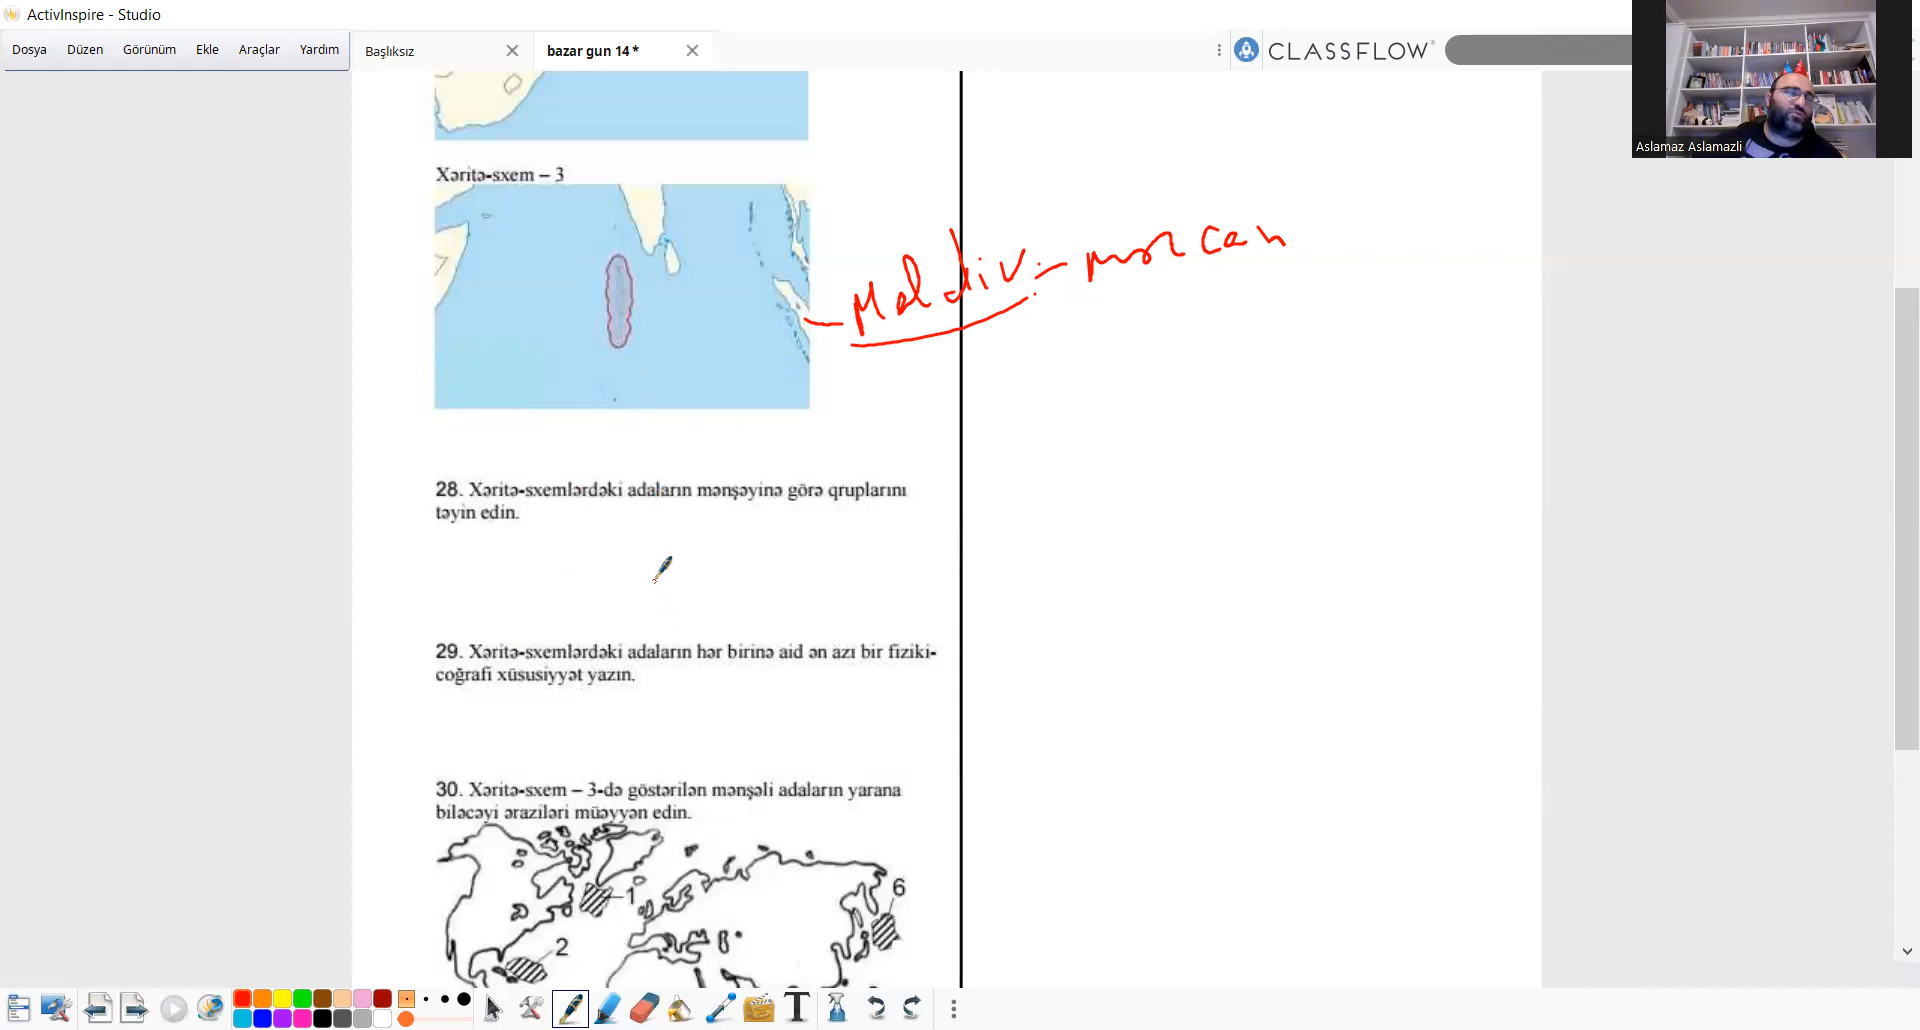 ActivInspire - Studio
Dosya Düzen Görünüm Ekle Araçlar Yardım
Başlıksız
bazar gun 14 *
CLASSFLOW
Aslamaz Aslamazli
Xəritə-sxem – 3
Maldiv - mərcan
28. Xəritə-sxemlərdəki adaların mənşəyinə görə qruplarını
təyin edin.
29. Xəritə-sxemlərdəki adaların hər birinə aid ən azı bir fiziki-
coğrafi xüsusiyyət yazın.
30. Xəritə-sxem – 3-də göstərilən mənşəli adaların yarana
biləcəyi əraziləri müəyyən edin.
1
6
2
T